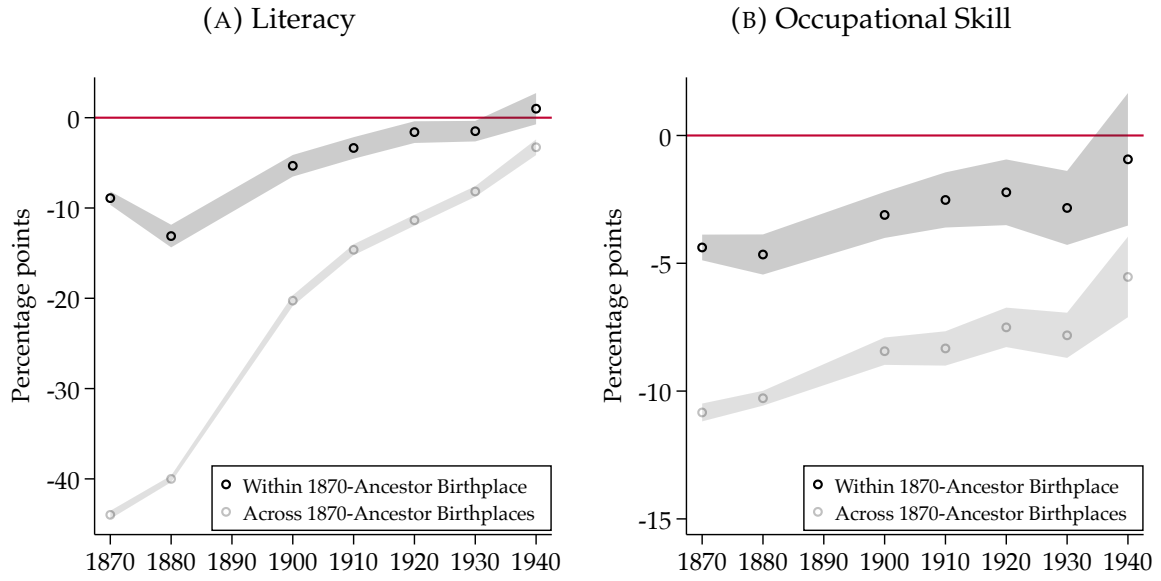 (A) Literacy
Percentage points
0
-10
-20
-30
-40
Within 1870-Ancestor Birthplace
Across 1870-Ancestor Birthplaces
1870 1880 1890 1900 1910 1920 1930 1940
(B) Occupational Skill
Percentage points
0
-5
-10
-15
Within 1870-Ancestor Birthplace
Across 1870-Ancestor Birthplaces
1870 1880 1890 1900 1910 1920 1930 1940